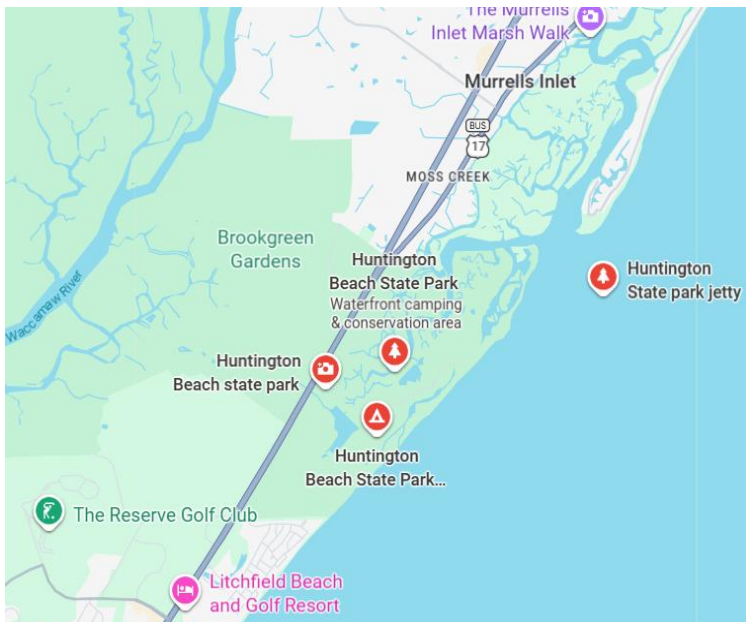 The Murrells
Inlet Marsh Walk
Murrells Inlet
BUS
17
MOSS CREEK
Brookgreen
Gardens
Huntington
Beach State Park
Waterfront camping
& conservation area
Huntington
State park jetty
Waccamaw River
Huntington
Beach state park
Huntington
Beach State Park...
The Reserve Golf Club
Litchfield Beach
and Golf Resort